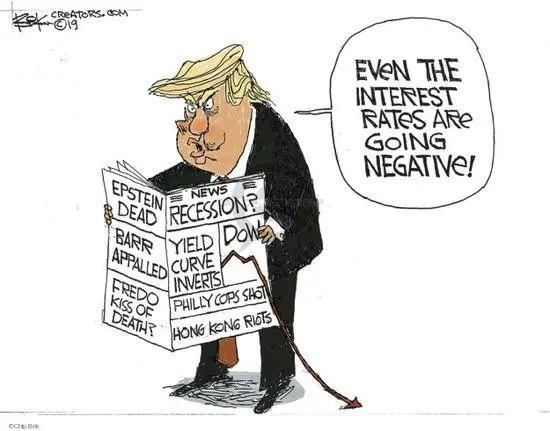 BOK
CREATORS.COM
©19
EVEN THE
INTEREST
RATES ARE
GOING
NEGATIVE!
EPSTEIN
DEAD
BARR
APPALLED
FREDO
KISS OF
DEATH?
NEWS
RECESSION?
YIELD
CURVE
INVERTS
DOW
PHILLY COPS SHOT
HONG KONG RIOTS
©Chip Bok